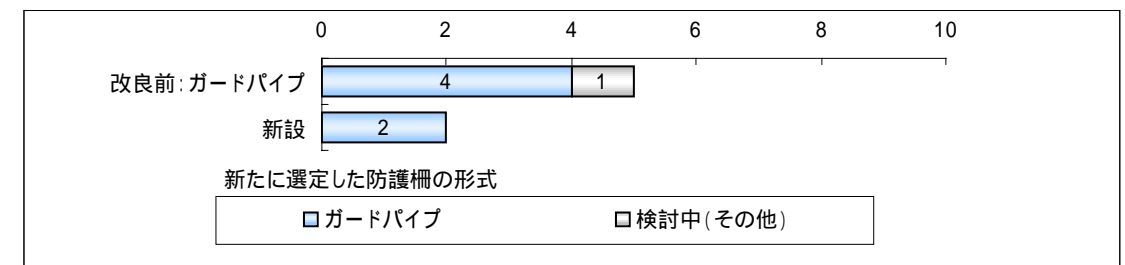 0 2 4 6 8 10
改良前:ガードパイプ 4 1
新設 2
新たに選定した防護柵の形式
ガードパイプ 検討中(その他)